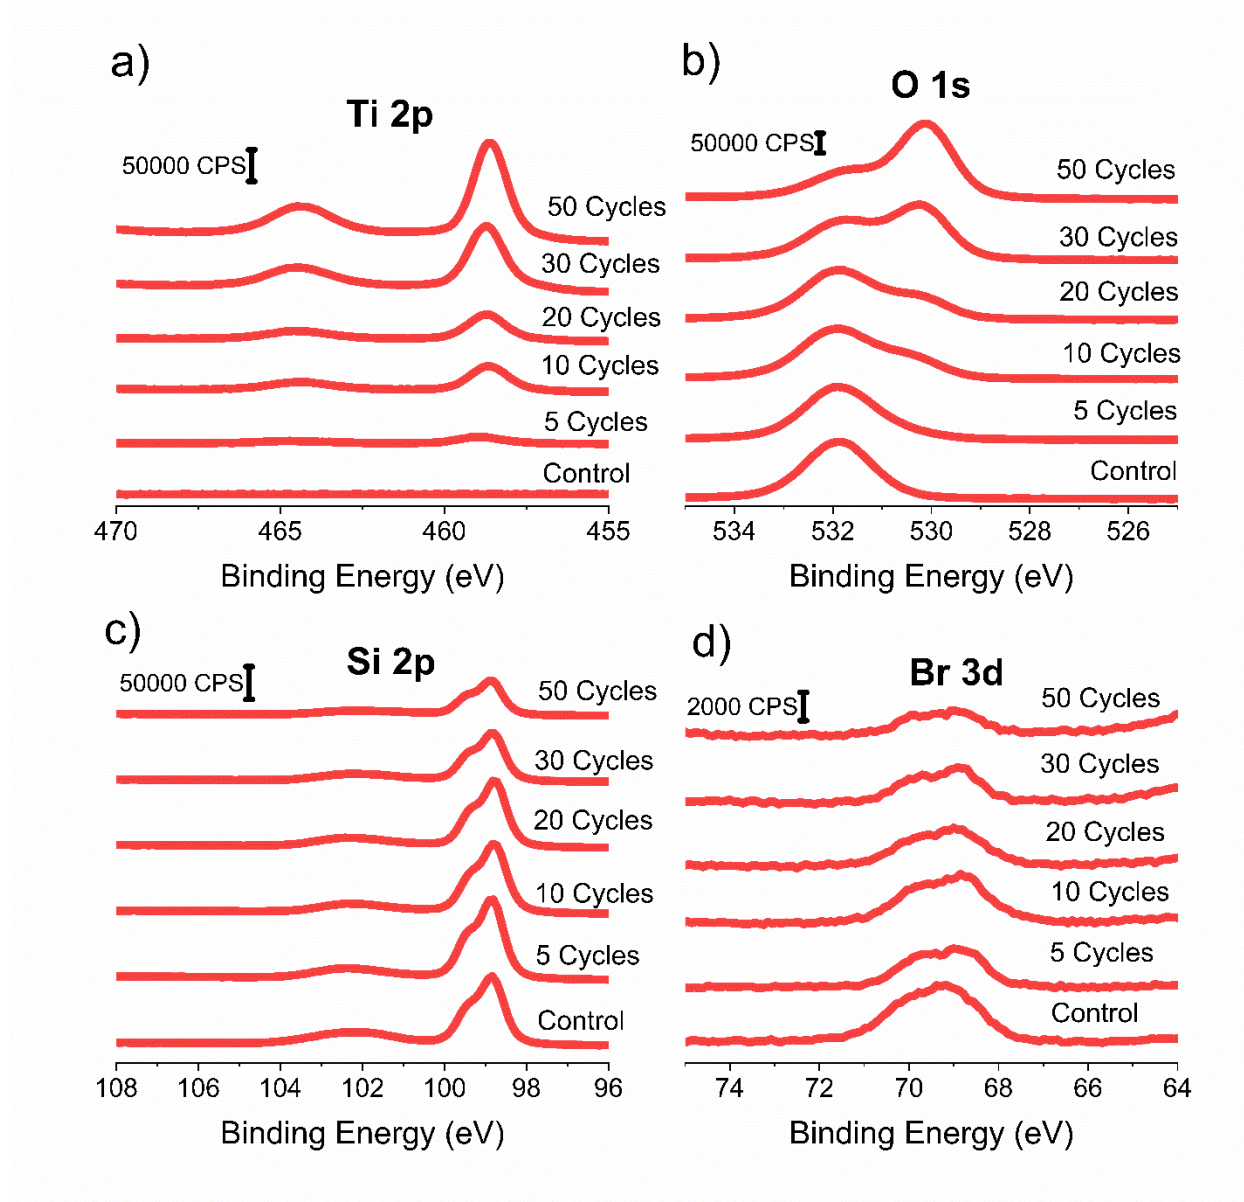 a)
Ti 2p
50000 CPS
50 Cycles
30 Cycles
20 Cycles
10 Cycles
5 Cycles
Control
470 465 460 455
Binding Energy (eV)
b)
O 1s
50000 CPS
50 Cycles
30 Cycles
20 Cycles
10 Cycles
5 Cycles
Control
534 532 530 528 526
Binding Energy (eV)
c)
Si 2p
50000 CPS
50 Cycles
30 Cycles
20 Cycles
10 Cycles
5 Cycles
Control
108 106 104 102 100 98 96
Binding Energy (eV)
d)
Br 3d
2000 CPS
50 Cycles
30 Cycles
20 Cycles
10 Cycles
5 Cycles
Control
74 72 70 68 66 64
Binding Energy (eV)